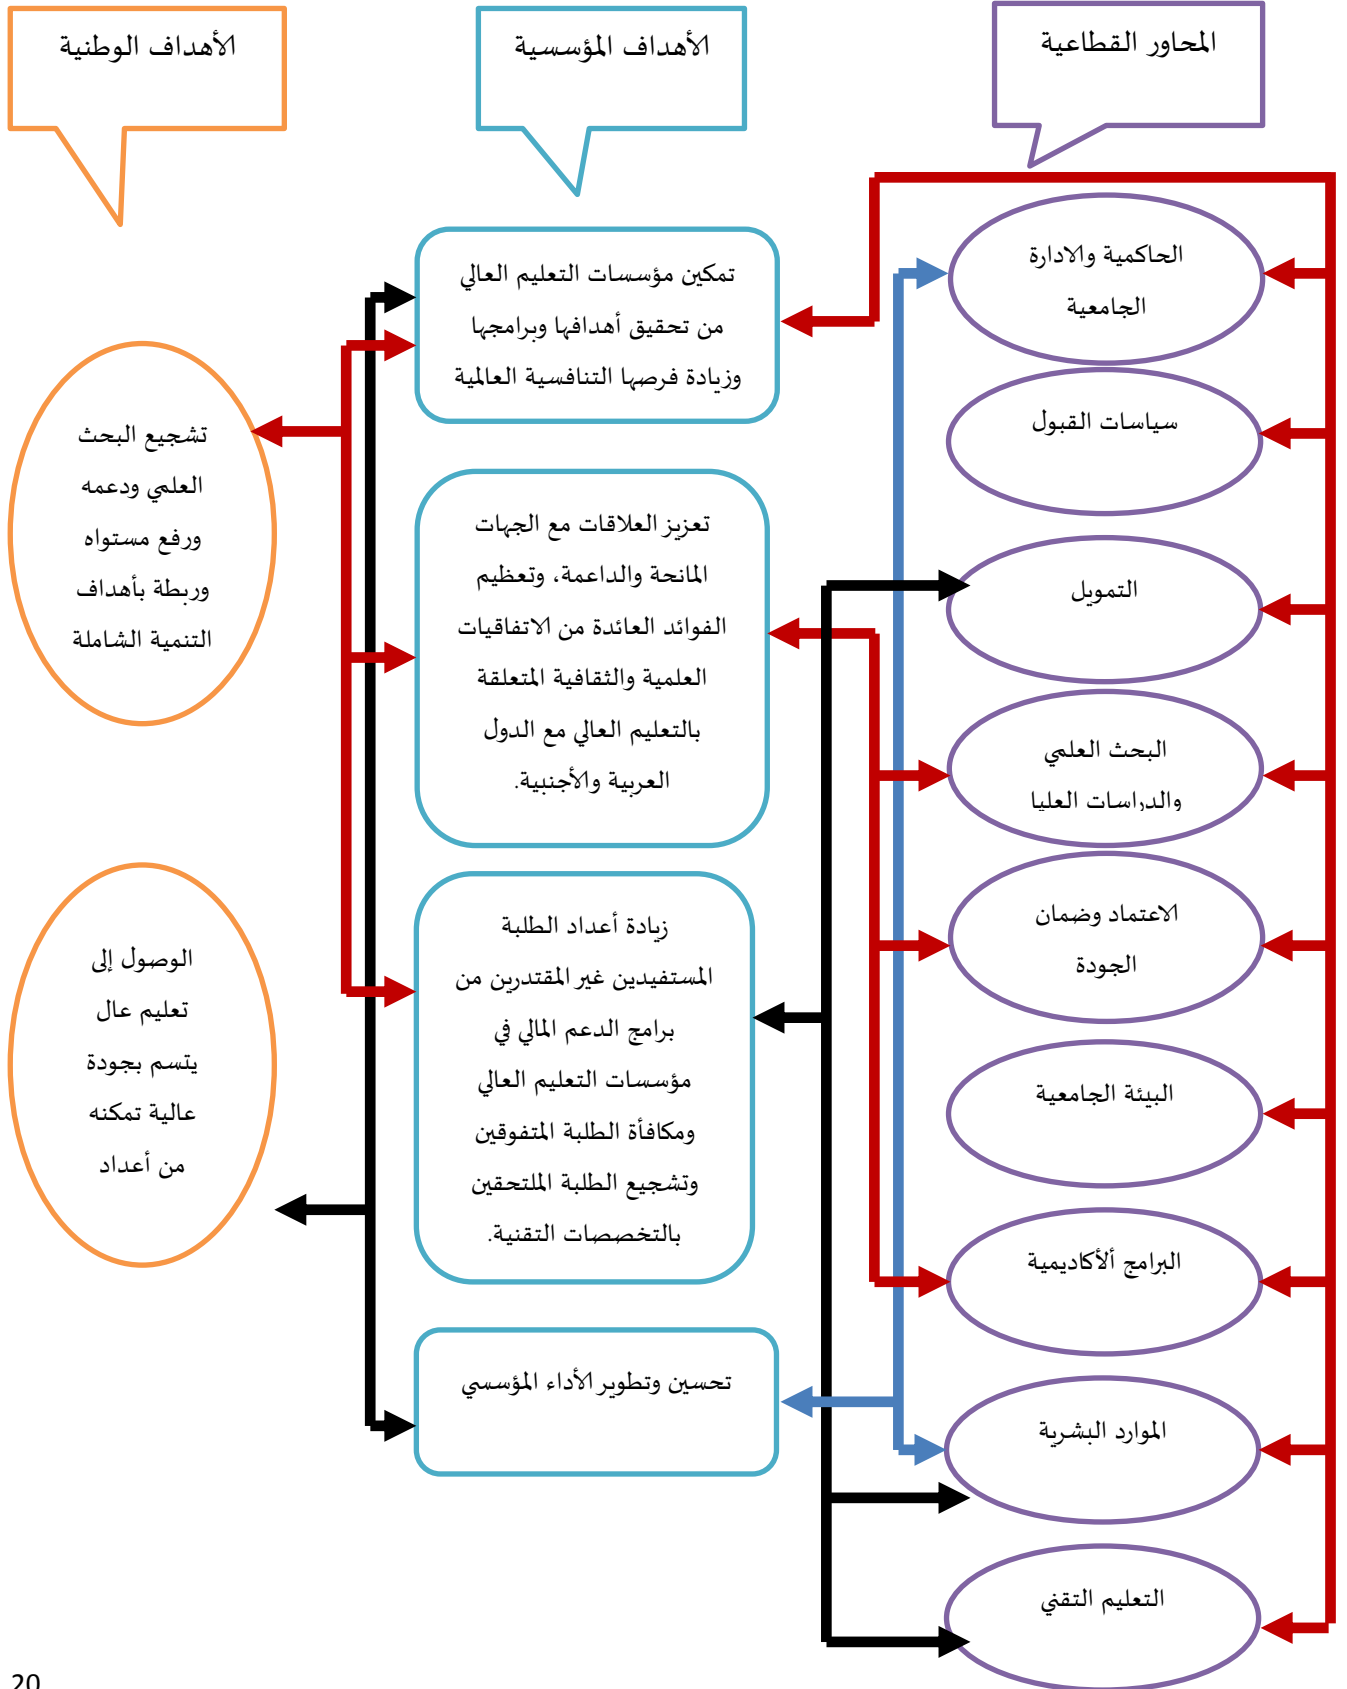 المحاور القطاعية
الأهداف المؤسسية
الأهداف الوطنية
الحاكمية والادارة
الجامعية
سياسات القبول
التمويل
البحث العلمي
والدراسات العليا
الاعتماد وضمان
الجودة
البيئة الجامعية
البرامج ألأكاديمية
الموارد البشرية
التعليم التقني
تمكين مؤسسات التعليم العالي
من تحقيق أهدافها وبرامجها
وزيادة فرصها التنافسية العالمية
تعزيز العلاقات مع الجهات
المانحة والداعمة، وتعظيم
الفوائد العائدة من الاتفاقيات
العلمية والثقافية المتعلقة
بالتعليم العالي مع الدول
العربية والأجنبية.
زيادة أعداد الطلبة
المستفيدين غير المقتدرين من
برامج الدعم المالي في
مؤسسات التعليم العالي
ومكافأة الطلبة المتفوقين
وتشجيع الطلبة الملتحقين
بالتخصصات التقنية.
تحسين وتطوير الأداء المؤسسي
تشجيع البحث
العلمي ودعمه
ورفع مستواه
وربطة بأهداف
التنمية الشاملة
الوصول إلى
تعليم عال
يتسم بجودة
عالية تمكنه
من أعداد
20